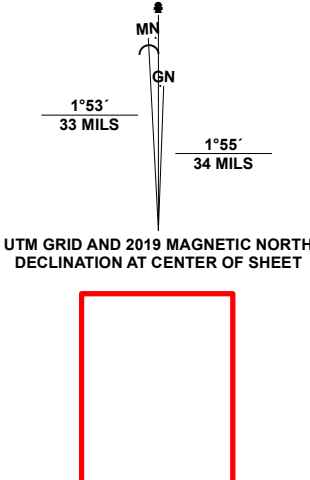 MN
GN
1°53´
33 MILS
1°55´
34 MILS
UTM GRID AND 2019 MAGNETIC NORTH
DECLINATION AT CENTER OF SHEET